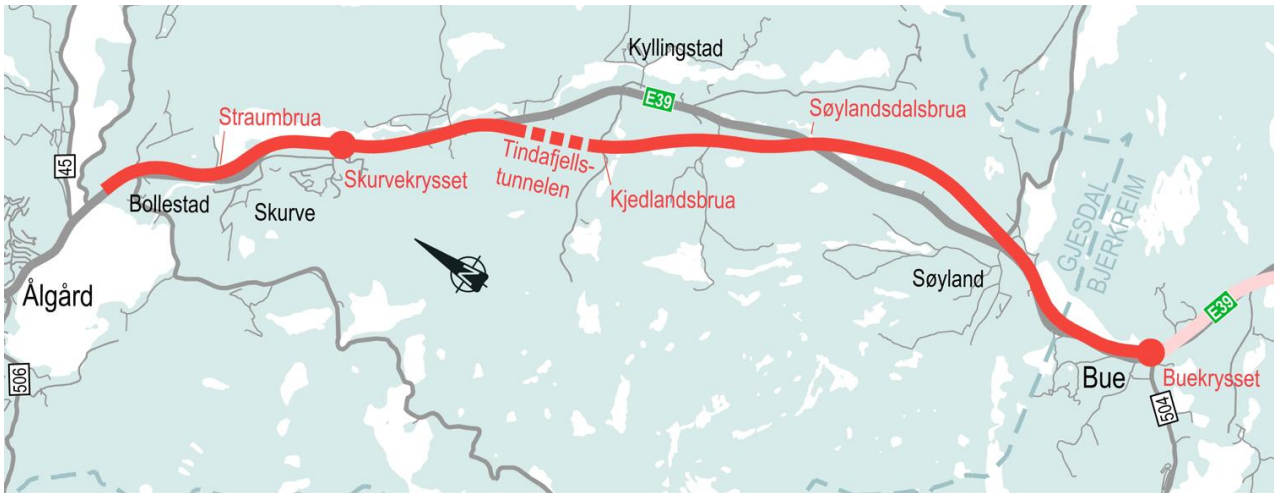 Kyllingstad
E39
Straumbrua
Søylandsdalsbrua
45
Skurvekrysset
Tindafjells-
tunnelen
Kjedlandsbrua
Bollestad
Skurve
GJESDAL
BJERKREIM
N
Søyland
Ålgård
E39
506
Bue
Buekrysset
504